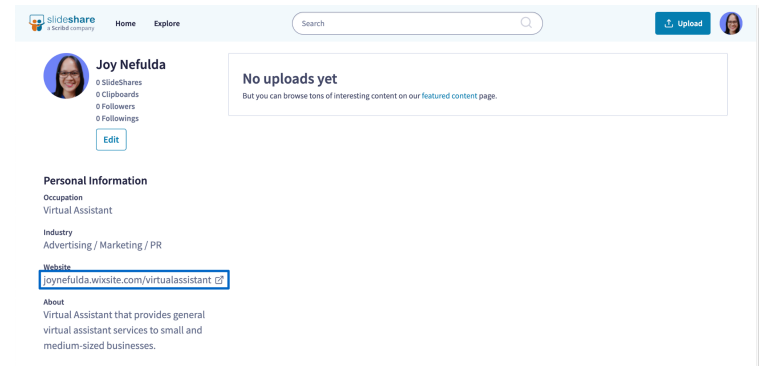 slideshare
a Scribd company
Home Explore
Search
Upload
Joy Nefulda
0 SlideShares
0 Clipboards
0 Followers
0 Followings
Edit
No uploads yet
But you can browse tons of interesting content on our featured content page.
Personal Information
Occupation
Virtual Assistant
Industry
Advertising / Marketing / PR
Website
joynefulda.wixsite.com/virtualassistant
About
Virtual Assistant that provides general
virtual assistant services to small and
medium-sized businesses.